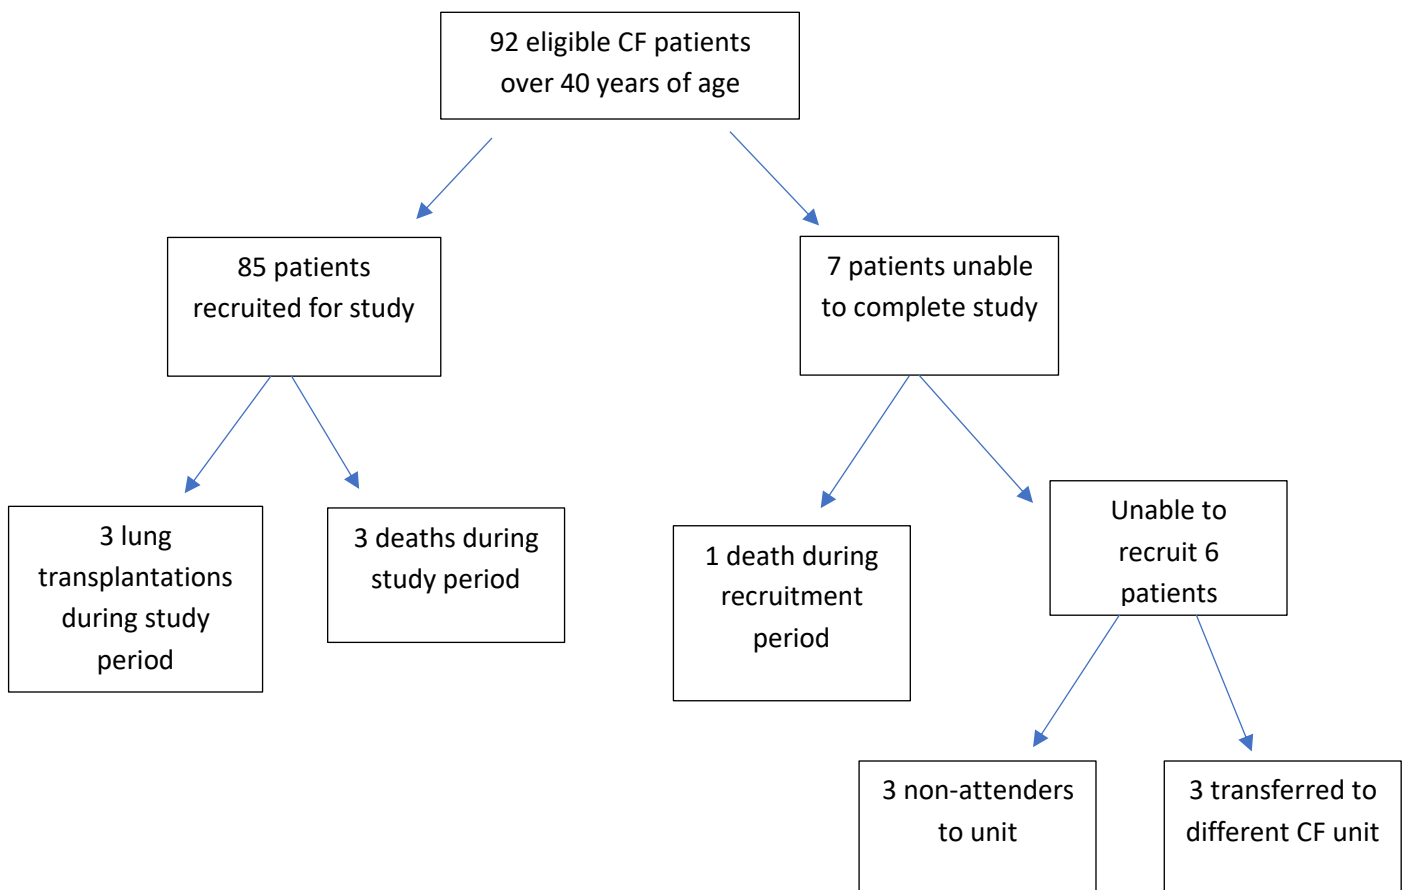 92 eligible CF patients
over 40 years of age
85 patients
recruited for study
7 patients unable
to complete study
3 lung
transplantations
during study
period
3 deaths during
study period
1 death during
recruitment
period
Unable to
recruit 6
patients
3 non-attenders
to unit
3 transferred to
different CF unit